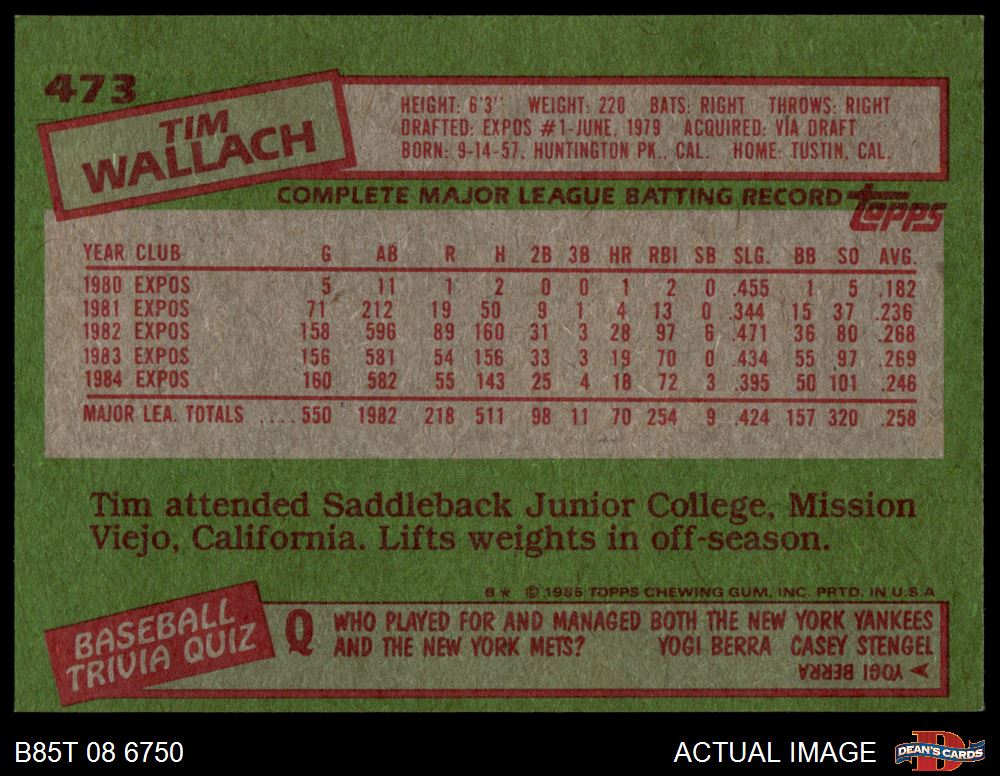 473
TIM
WALLACH
HEIGHT: 6'3" WEIGHT: 220 BATS: RIGHT THROWS: RIGHT
DRAFTED: EXPOS #1-JUNE, 1979 ACQUIRED: VIA DRAFT
BORN: 9-14-57, HUNTINGTON PK., CAL. HOME: TUSTIN, CAL.
COMPLETE MAJOR LEAGUE BATTING RECORD topps
YEAR CLUB G AB R H 2B 3B HR RBI SB SLG. BB SO AVG.
1980 EXPOS 5 11 1 2 0 0 1 2 0 .455 1 5 .182
1981 EXPOS 71 212 19 50 9 1 4 13 0 .344 15 37 .236
1982 EXPOS 158 596 89 160 31 3 28 97 6 .471 36 80 .268
1983 EXPOS 156 581 54 156 33 3 19 70 0 .434 55 97 .269
1984 EXPOS 160 582 55 143 25 4 18 72 3 .395 50 101 .246
MAJOR LEA. TOTALS ..... 550 1982 218 511 98 11 70 254 9 .424 157 320 .258
Tim attended Saddleback Junior College, Mission
Viejo, California. Lifts weights in off-season.
B★ ©1985 TOPPS CHEWING GUM, INC. PRTD. IN U.S.A
BASEBALL
TRIVIA QUIZ
Q WHO PLAYED FOR AND MANAGED BOTH THE NEW YORK YANKEES
AND THE NEW YORK METS? YOGI BERRA CASEY STENGEL
YOGI BERRA
B85T 08 6750
ACTUAL IMAGE
D
DEAN'S CARDS